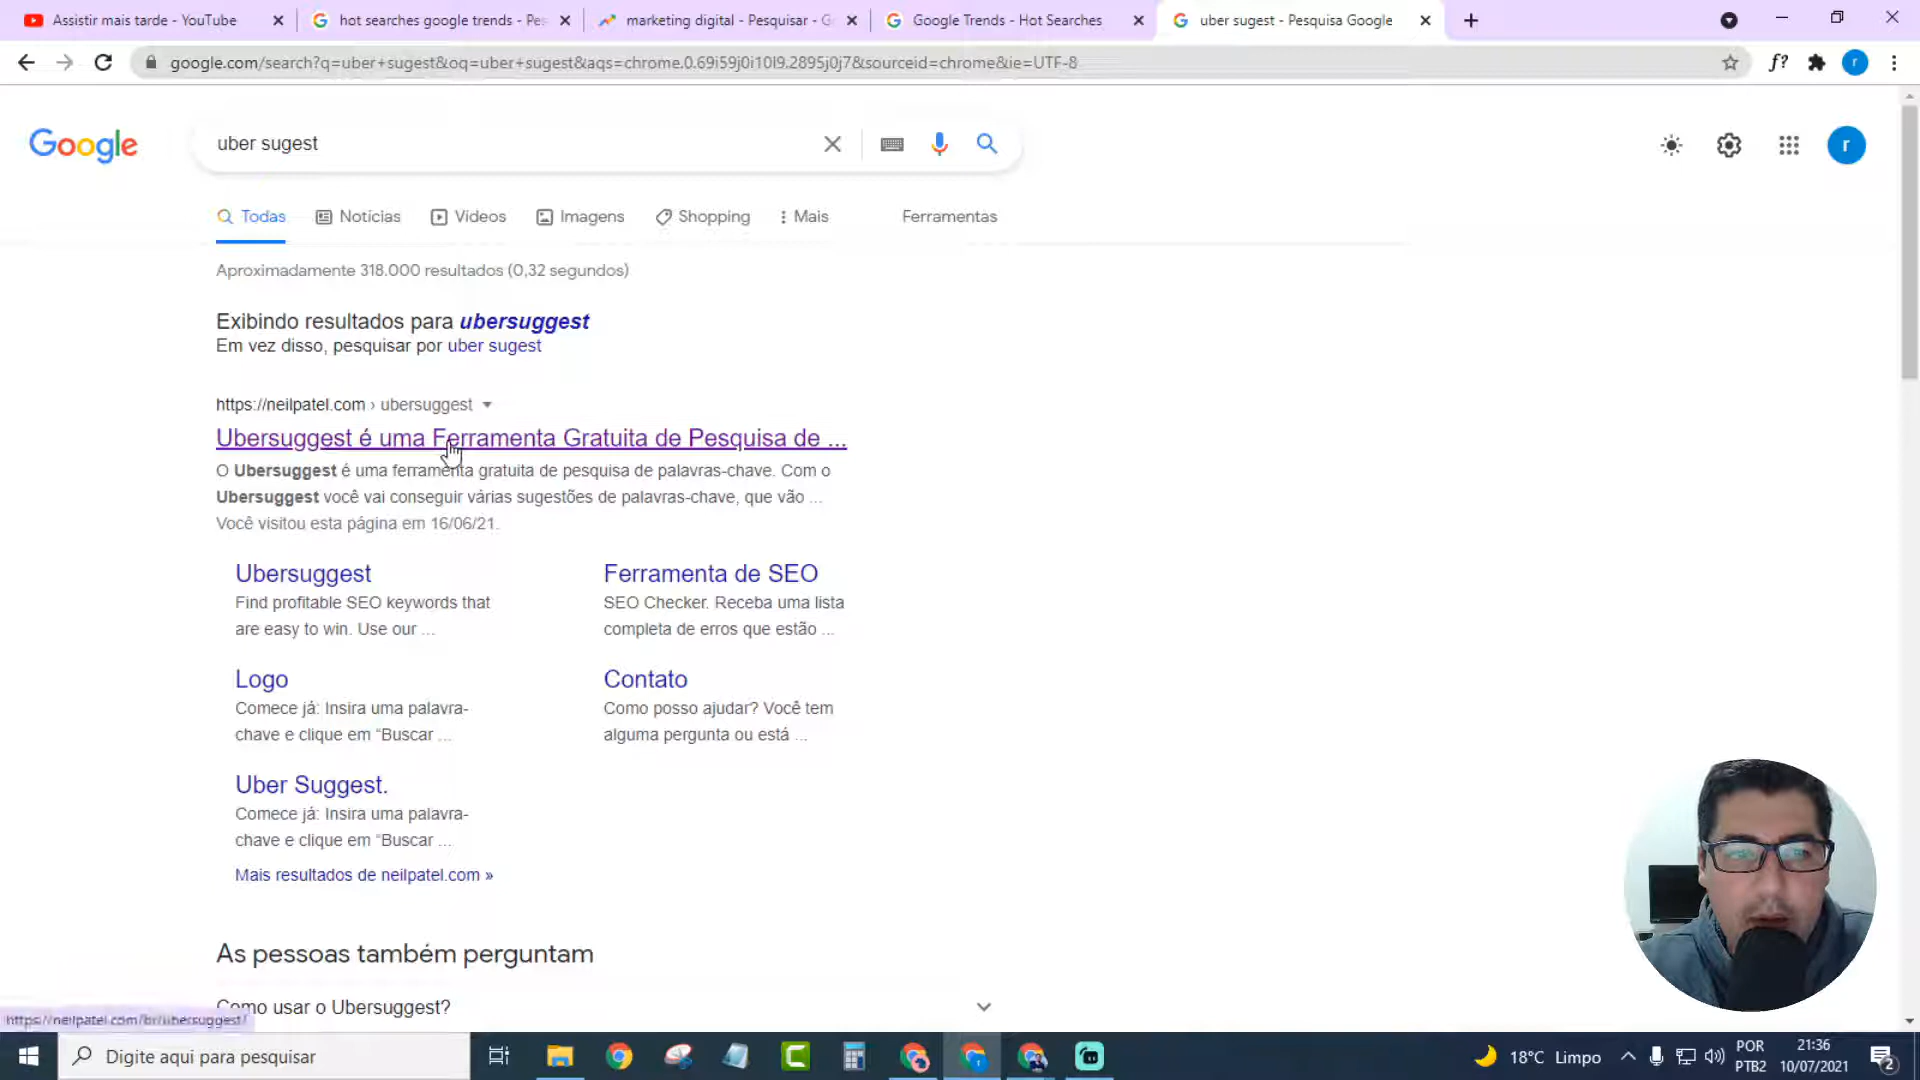 Assistir mais tarde - YouTube
hot searches google trends - Pes
marketing digital - Pesquisar - G
Google Trends - Hot Searches
uber sugest - Pesquisa Google
google.com/search?q=uber+sugest&oq=uber+sugest&aqs=chrome.0.69i59j0i10l9.2895j0j7&sourceid=chrome&ie=UTF-8
f?
r
Google
uber sugest
r
Todas
Notícias
Vídeos
Imagens
Shopping
Mais
Ferramentas
Aproximadamente 318.000 resultados (0,32 segundos)
Exibindo resultados para ubersuggest
Em vez disso, pesquisar por uber sugest
https://neilpatel.com › ubersuggest
Ubersuggest é uma Ferramenta Gratuita de Pesquisa de ...
O Ubersuggest é uma ferramenta gratuita de pesquisa de palavras-chave. Com o
Ubersuggest você vai conseguir várias sugestões de palavras-chave, que vão ...
Você visitou esta página em 16/06/21.
Ubersuggest
Find profitable SEO keywords that
are easy to win. Use our ...
Ferramenta de SEO
SEO Checker. Receba uma lista
completa de erros que estão ...
Logo
Comece já: Insira uma palavra-
chave e clique em “Buscar ...
Contato
Como posso ajudar? Você tem
alguma pergunta ou está ...
Uber Suggest.
Comece já: Insira uma palavra-
chave e clique em “Buscar ...
Mais resultados de neilpatel.com »
As pessoas também perguntam
Como usar o Ubersuggest?
https://neilpatel.com/br/ubersuggest/
Digite aqui para pesquisar
18°C Limpo
POR
PTB2
21:36
10/07/2021
2